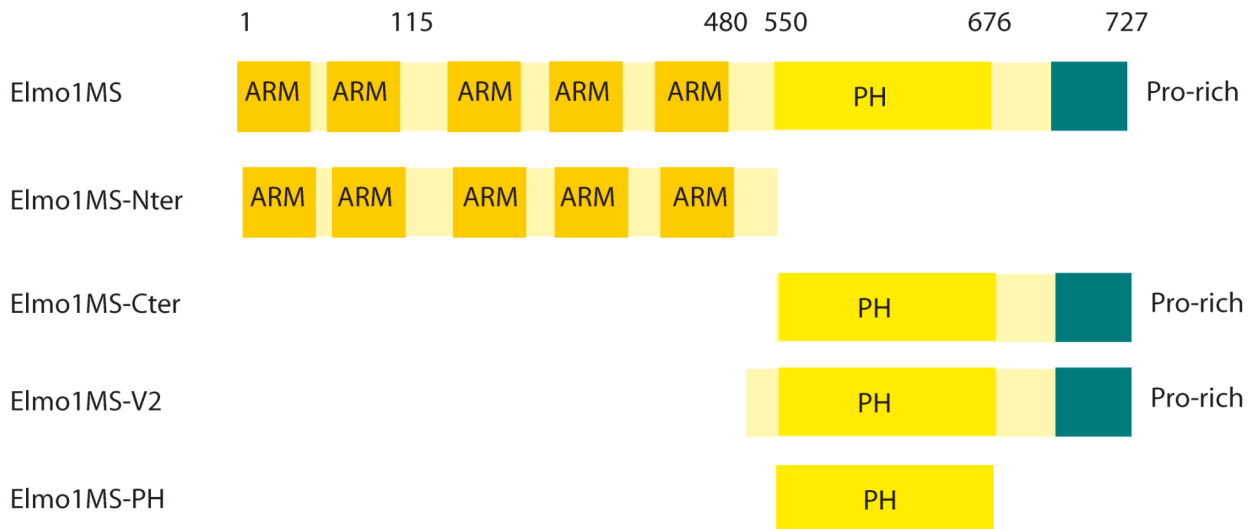 1 115 480 550 676 727
Elmo1MS ARM ARM ARM ARM ARM PH Pro-rich
Elmo1MS-Nter ARM ARM ARM ARM ARM
Elmo1MS-Cter PH Pro-rich
Elmo1MS-V2 PH Pro-rich
Elmo1MS-PH PH